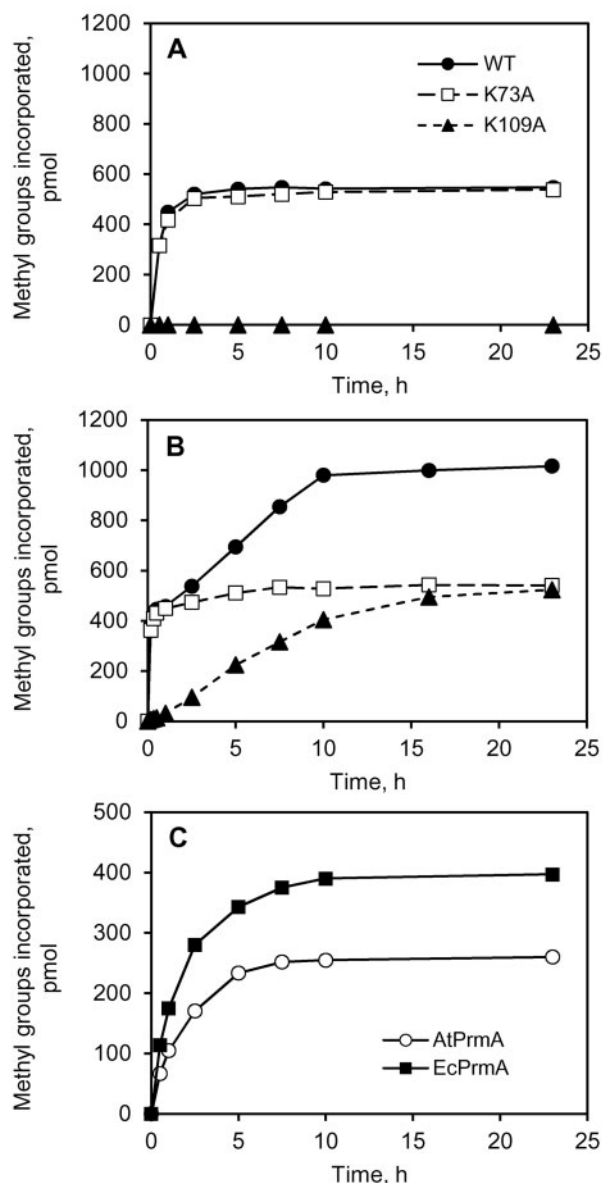 A
WT
K73A
K109A
Methyl groups incorporated,
pmol
1200
1000
800
600
400
200
0
0 5 10 15 20 25
Time, h
B
Methyl groups incorporated,
pmol
1200
1000
800
600
400
200
0
0 5 10 15 20 25
Time, h
C
AtPrmA
EcPrmA
Methyl groups incorporated,
pmol
500
400
300
200
100
0
0 5 10 15 20 25
Time, h